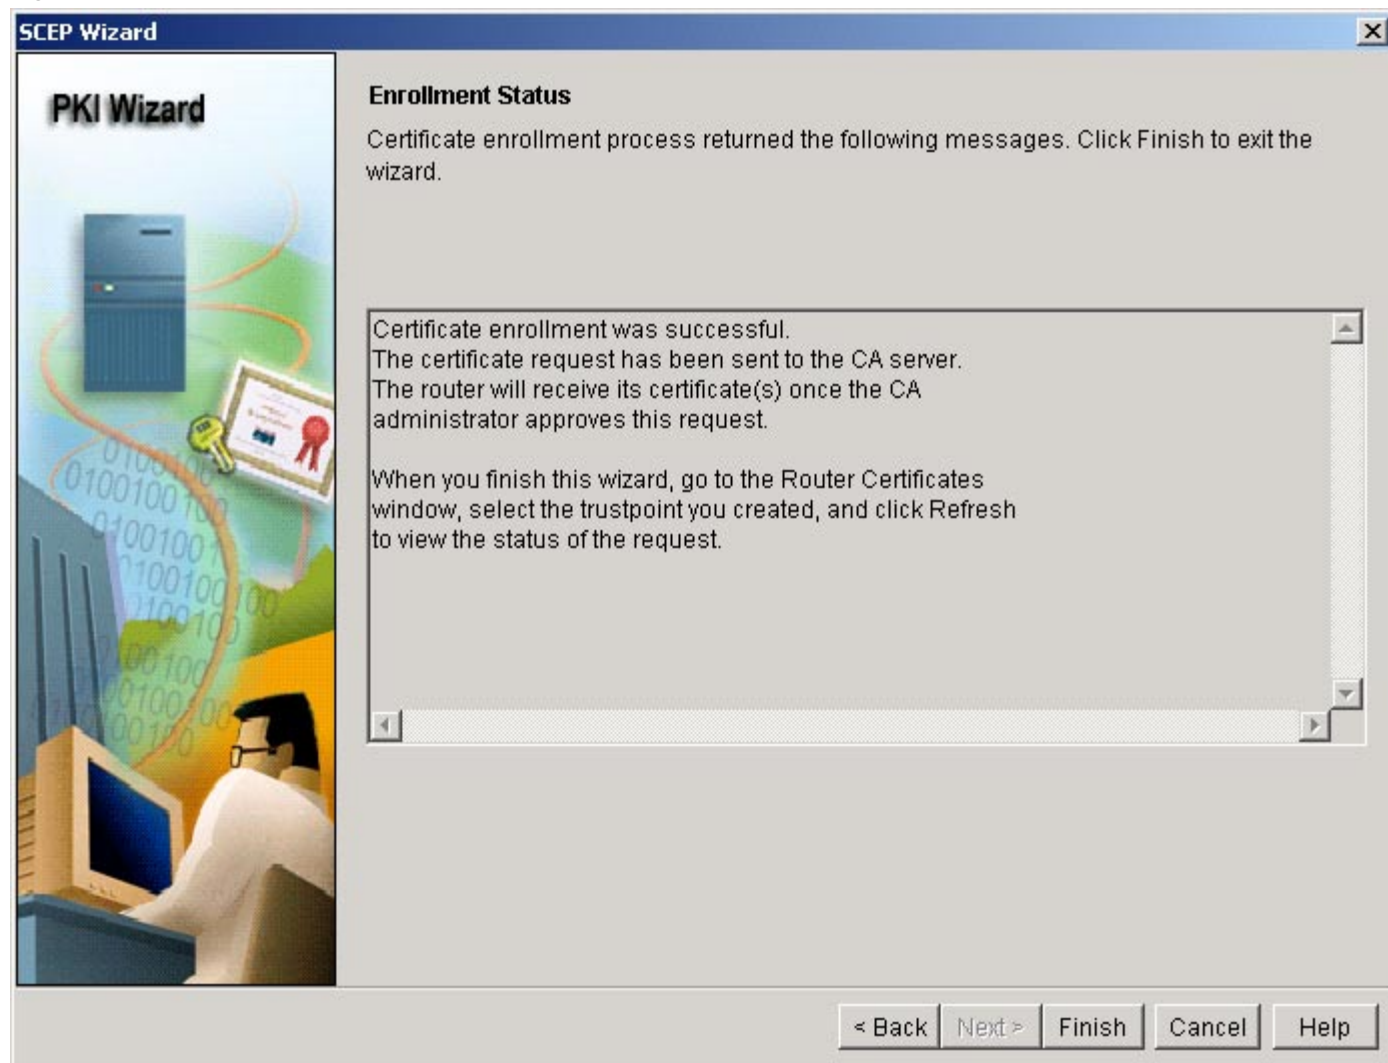 SCEP Wizard
PKI Wizard
Enrollment Status
Certificate enrollment process returned the following messages. Click Finish to exit the
wizard.
Certificate enrollment was successful.
The certificate request has been sent to the CA server.
The router will receive its certificate(s) once the CA
administrator approves this request.
When you finish this wizard, go to the Router Certificates
window, select the trustpoint you created, and click Refresh
to view the status of the request.
< Back
Next >
Finish
Cancel
Help